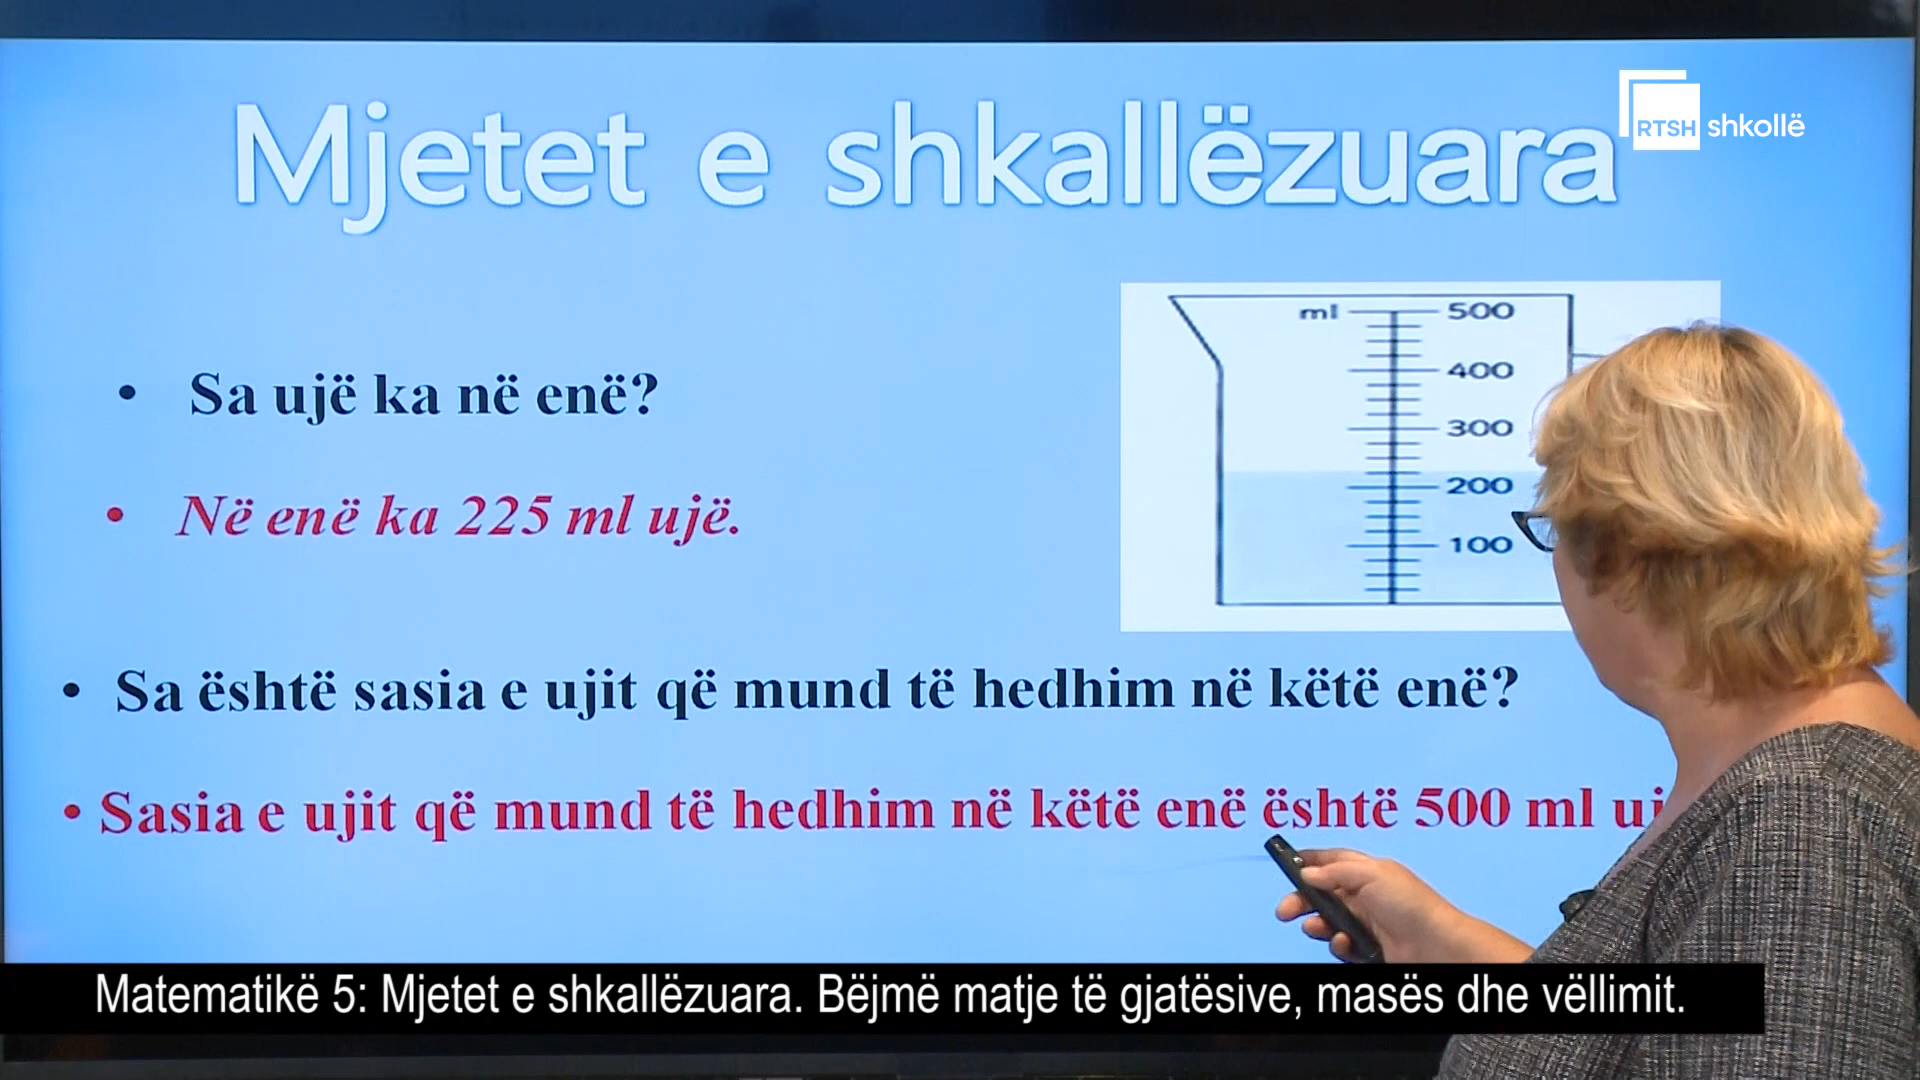 Mjetet e shkallëzuara
RTSH shkollë
ml 500
400
300
200
100
• Sa ujë ka në enë?
• Në enë ka 225 ml ujë.
• Sa është sasia e ujit që mund të hedhim në këtë enë?
• Sasia e ujit që mund të hedhim në këtë enë është 500 ml uj
Matematikë 5: Mjetet e shkallëzuara. Bëjmë matje të gjatësive, masës dhe vëllimit.